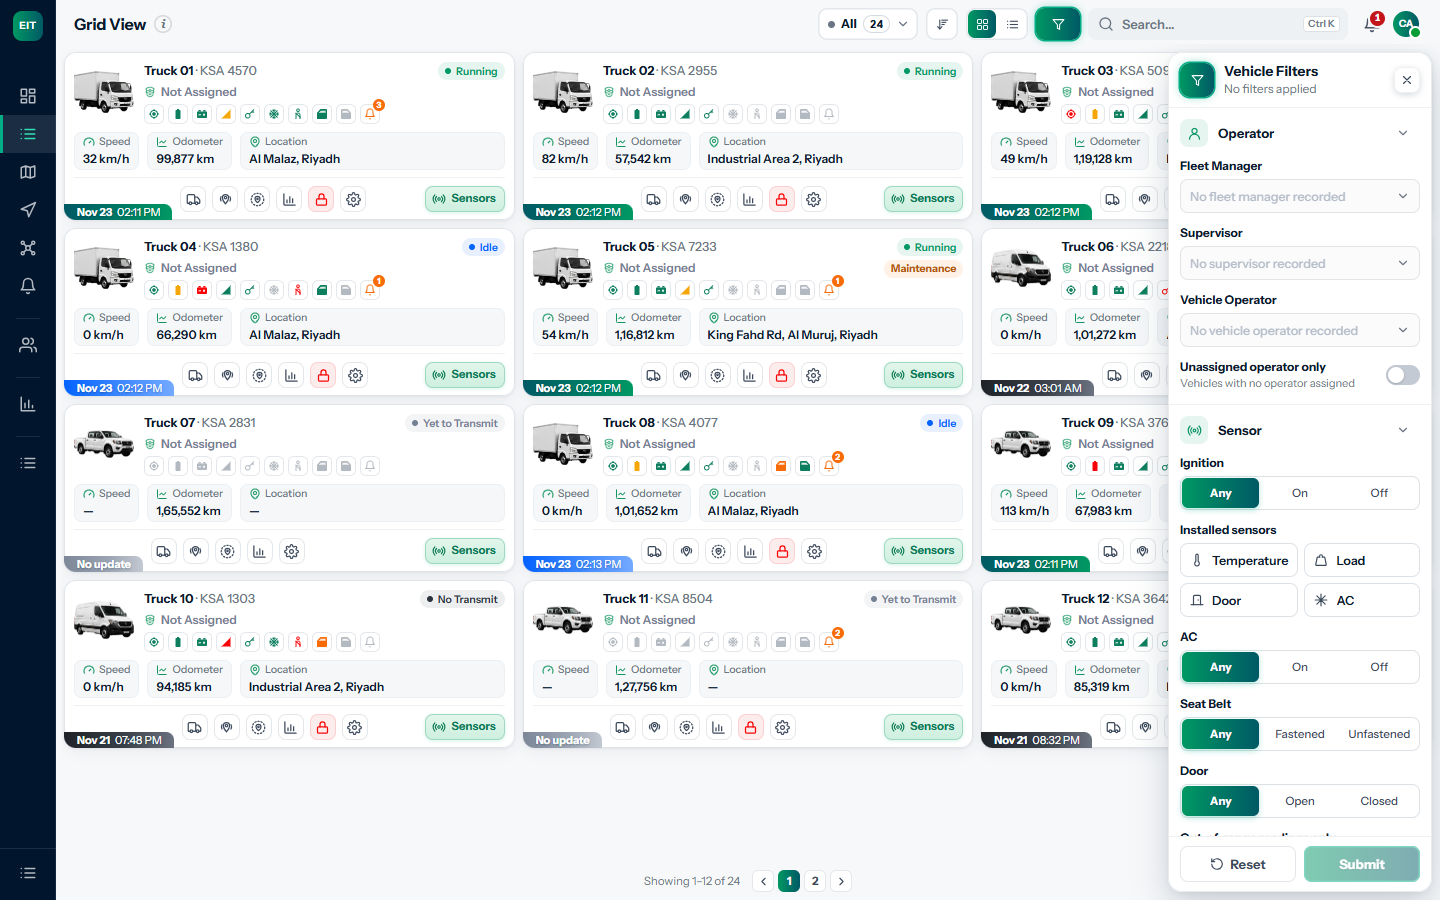 EIT
Grid View
i
All 24
Search...
Ctrl K
1
CA
Truck 01 · KSA 4570
Running
Not Assigned
3
Speed
32 km/h
Odometer
99,877 km
Location
Al Malaz, Riyadh
Nov 23 02:11 PM
Sensors
Truck 02 · KSA 2955
Running
Not Assigned
Speed
82 km/h
Odometer
57,542 km
Location
Industrial Area 2, Riyadh
Nov 23 02:12 PM
Sensors
Truck 03 · KSA 509
Not Assigned
Speed
49 km/h
Odometer
1,19,128 km
Nov 23 02:12 PM
Truck 04 · KSA 1380
Idle
Not Assigned
1
Speed
0 km/h
Odometer
66,290 km
Location
Al Malaz, Riyadh
Nov 23 02:12 PM
Sensors
Truck 05 · KSA 7233
Running
Not Assigned
Maintenance
1
Speed
54 km/h
Odometer
1,16,812 km
Location
King Fahd Rd, Al Muruj, Riyadh
Nov 23 02:12 PM
Sensors
Truck 06 · KSA 221
Not Assigned
Speed
0 km/h
Odometer
1,01,272 km
Nov 22 03:01 AM
Truck 07 · KSA 2831
Yet to Transmit
Not Assigned
Speed
—
Odometer
1,65,552 km
Location
—
No update
Sensors
Truck 08 · KSA 4077
Idle
Not Assigned
2
Speed
0 km/h
Odometer
1,01,652 km
Location
Al Malaz, Riyadh
Nov 23 02:13 PM
Sensors
Truck 09 · KSA 376
Not Assigned
Speed
113 km/h
Odometer
67,983 km
Nov 23 02:11 PM
Truck 10 · KSA 1303
No Transmit
Not Assigned
Speed
0 km/h
Odometer
94,185 km
Location
Industrial Area 2, Riyadh
Nov 21 07:48 PM
Sensors
Truck 11 · KSA 8504
Yet to Transmit
Not Assigned
2
Speed
—
Odometer
1,27,756 km
Location
—
No update
Sensors
Truck 12 · KSA 3642
Not Assigned
Speed
0 km/h
Odometer
85,319 km
Nov 21 08:32 PM
Showing 1–12 of 24
1
2
Vehicle Filters
No filters applied
Operator
Fleet Manager
No fleet manager recorded
Supervisor
No supervisor recorded
Vehicle Operator
No vehicle operator recorded
Unassigned operator only
Vehicles with no operator assigned
Sensor
Ignition
Any On Off
Installed sensors
Temperature
Load
Door
AC
AC
Any On Off
Seat Belt
Any Fastened Unfastened
Door
Any Open Closed
Reset
Submit